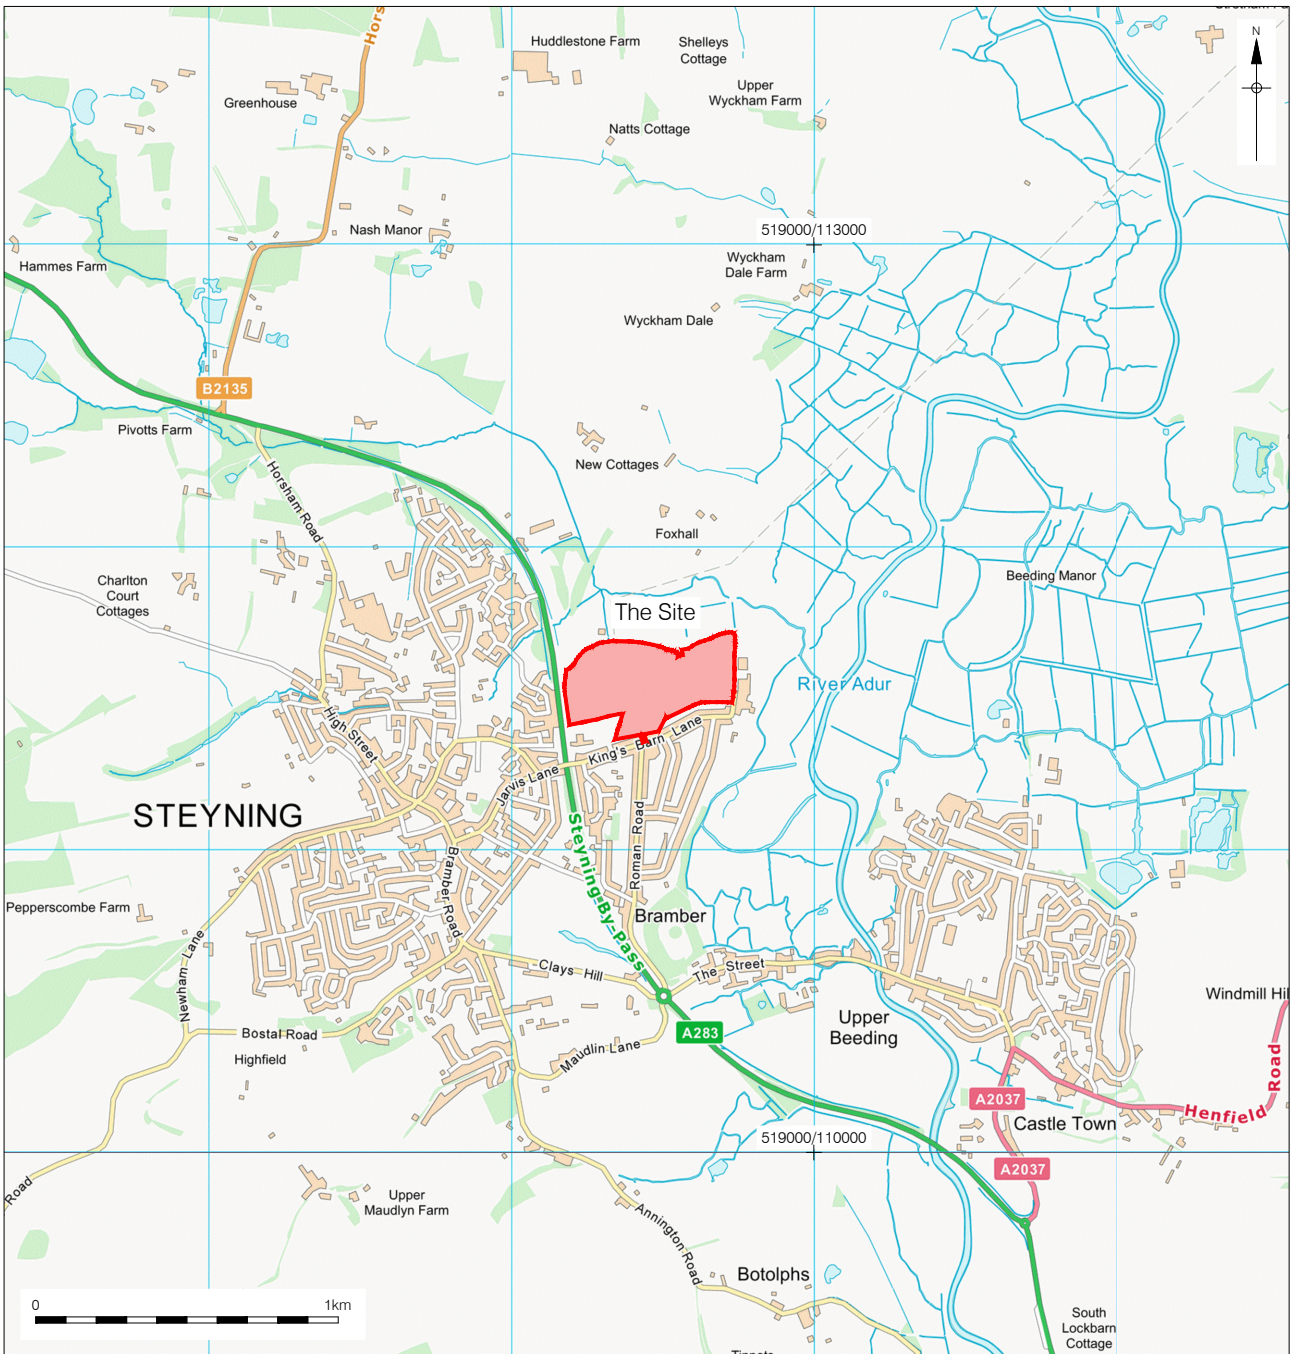 Hors
Huddlestone Farm
Shelleys
Cottage
N
Upper
Wyckham Farm
Greenhouse
Natts Cottage
Nash Manor
519000/113000
Hammes Farm
Wyckham
Dale Farm
Wyckham Dale
B2135
Pivotts Farm
New Cottages
Horsham Road
Foxhall
Charlton
Court
Cottages
Beeding Manor
The Site
River Adur
High Street
King's Barn Lane
Jarvis Lane
STEYNING
Roman Road
Steyning By-Pass
Bramber Road
Pepperscombe Farm
Bramber
Newham Lane
Clays Hill
The Street
Windmill Hil
Upper
Beeding
A283
Bostal Road
Maudlin Lane
Highfield
A2037
Henfield Road
Castle Town
519000/110000
A2037
Road
Upper
Maudlyn Farm
Annington Road
Botolphs
0 1km
South
Lockbarn
Cottage